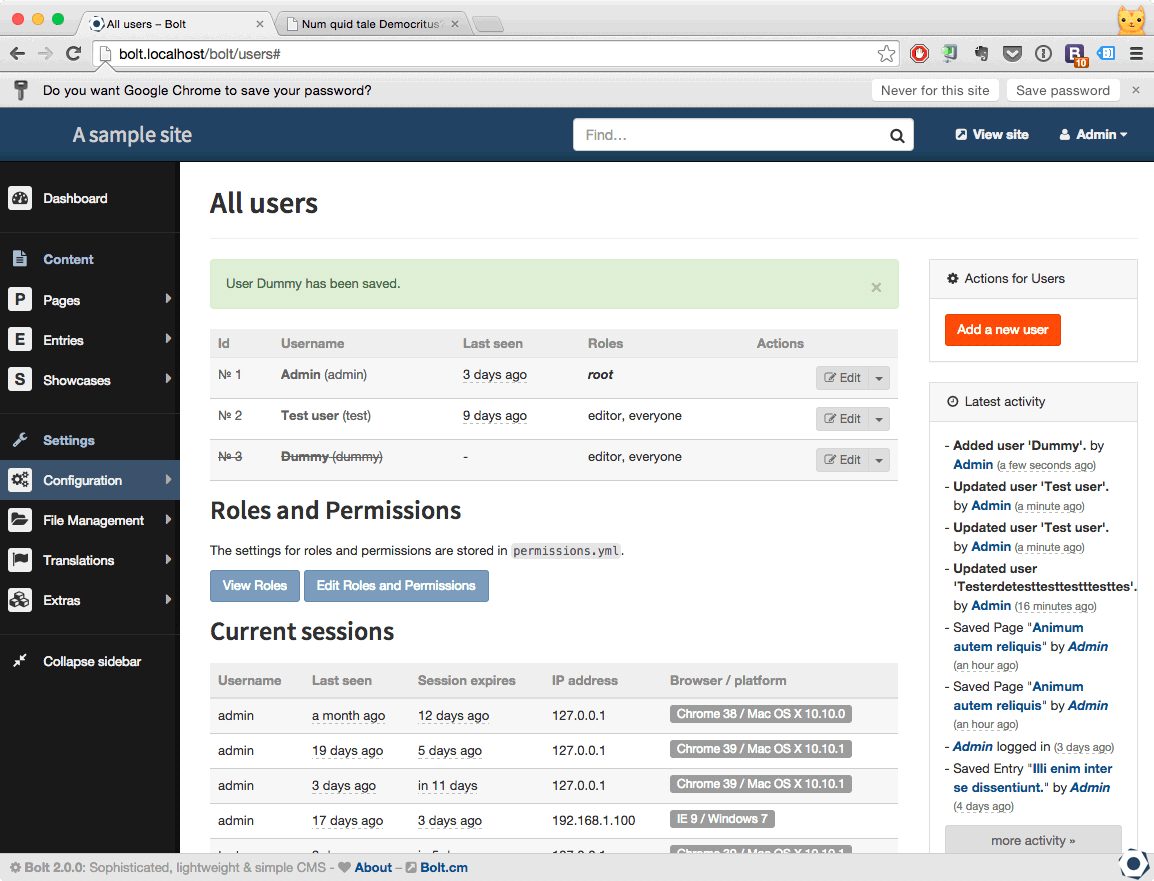 All users – Bolt
Num quid tale Democritus
bolt.localhost/bolt/users#
10
Do you want Google Chrome to save your password?
Never for this site
Save password
A sample site
Find...
View site
Admin
Dashboard
Content
P Pages
E Entries
S Showcases
Settings
Configuration
File Management
Translations
Extras
Collapse sidebar
All users
User Dummy has been saved.
Id Username Last seen Roles Actions
№ 1 Admin (admin) 3 days ago root Edit
№ 2 Test user (test) 9 days ago editor, everyone Edit
№ 3 Dummy (dummy) - editor, everyone Edit
Roles and Permissions
The settings for roles and permissions are stored in permissions.yml.
View Roles Edit Roles and Permissions
Current sessions
Username Last seen Session expires IP address Browser / platform
admin a month ago 12 days ago 127.0.0.1 Chrome 38 / Mac OS X 10.10.0
admin 19 days ago 5 days ago 127.0.0.1 Chrome 39 / Mac OS X 10.10.1
admin 3 days ago in 11 days 127.0.0.1 Chrome 39 / Mac OS X 10.10.1
admin 17 days ago 3 days ago 192.168.1.100 IE 9 / Windows 7
Actions for Users
Add a new user
Latest activity
- Added user 'Dummy'. by
Admin (a few seconds ago)
- Updated user 'Test user'.
by Admin (a minute ago)
- Updated user 'Test user'.
by Admin (a minute ago)
- Updated user
'Testerdetesttesttestttesttes'.
by Admin (16 minutes ago)
- Saved Page "Animum
autem reliquis" by Admin
(an hour ago)
- Saved Page "Animum
autem reliquis" by Admin
(an hour ago)
- Admin logged in (3 days ago)
- Saved Entry "Illi enim inter
se dissentiunt." by Admin
(4 days ago)
more activity »
Bolt 2.0.0: Sophisticated, lightweight & simple CMS - About – Bolt.cm